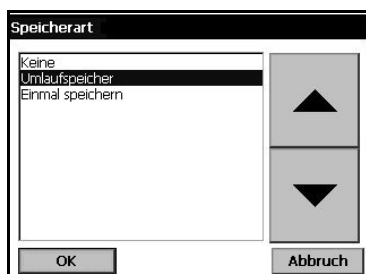 Speicherart
Keine
Umlaufspeicher
Einmal speichern
OK
Abbruch